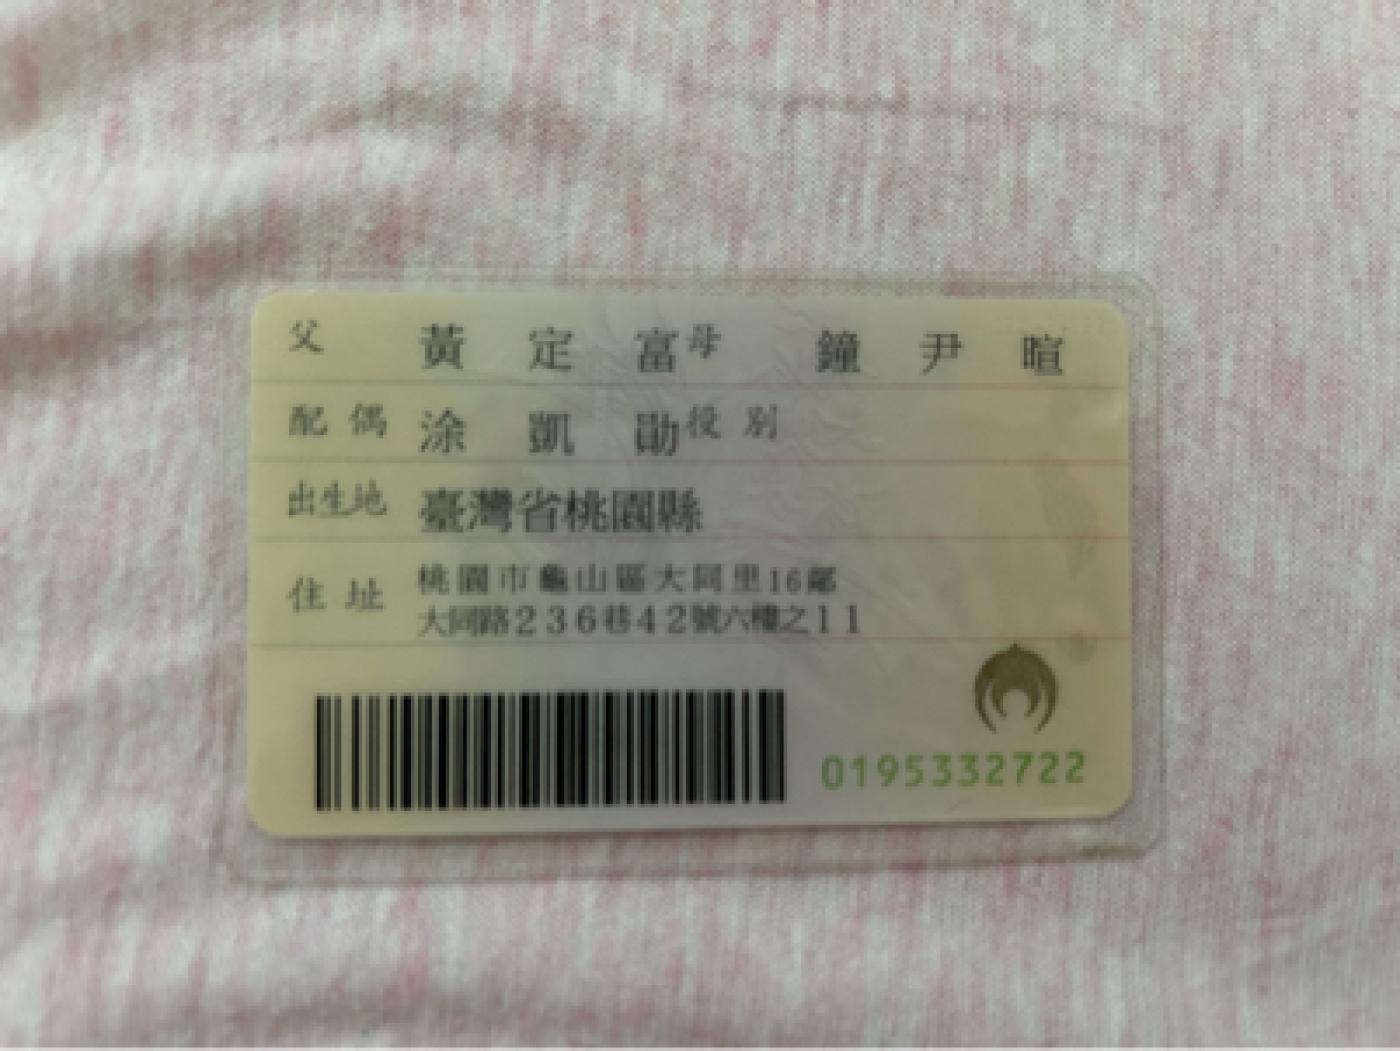 父 黃定富 母 鐘尹暄
配偶 涂凱勛 役別
出生地 臺灣省桃園縣
住址 桃園市龜山區大同里16鄰
大同路236巷42號六樓之11
0195332722